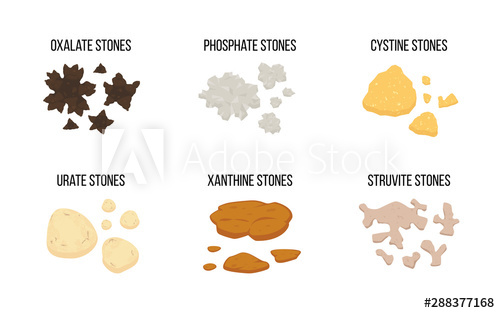 OXALATE STONES
PHOSPHATE STONES
CYSTINE STONES
Adobe Stock
URATE STONES
XANTHINE STONES
STRUVITE STONES
#288377168